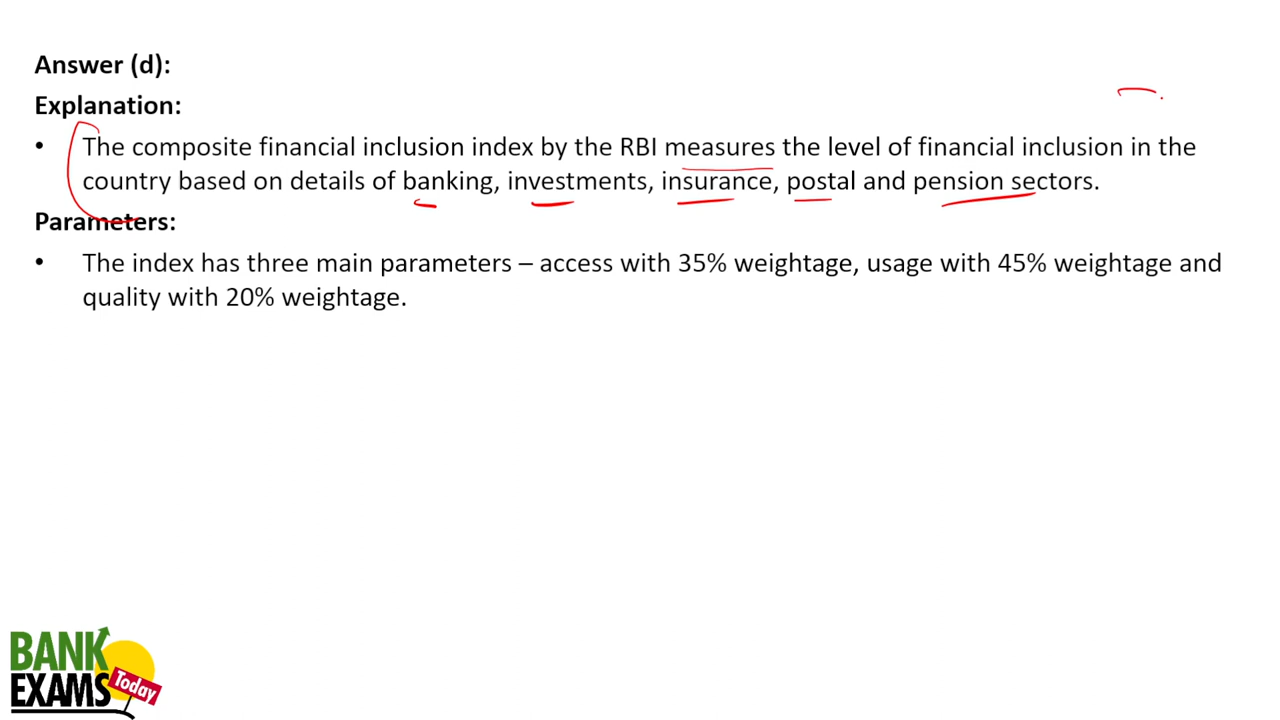 Answer (d):
Explanation:
• The composite financial inclusion index by the RBI measures the level of financial inclusion in the
country based on details of banking, investments, insurance, postal and pension sectors.
Parameters:
• The index has three main parameters – access with 35% weightage, usage with 45% weightage and
quality with 20% weightage.
BANK
EXAMS
Today